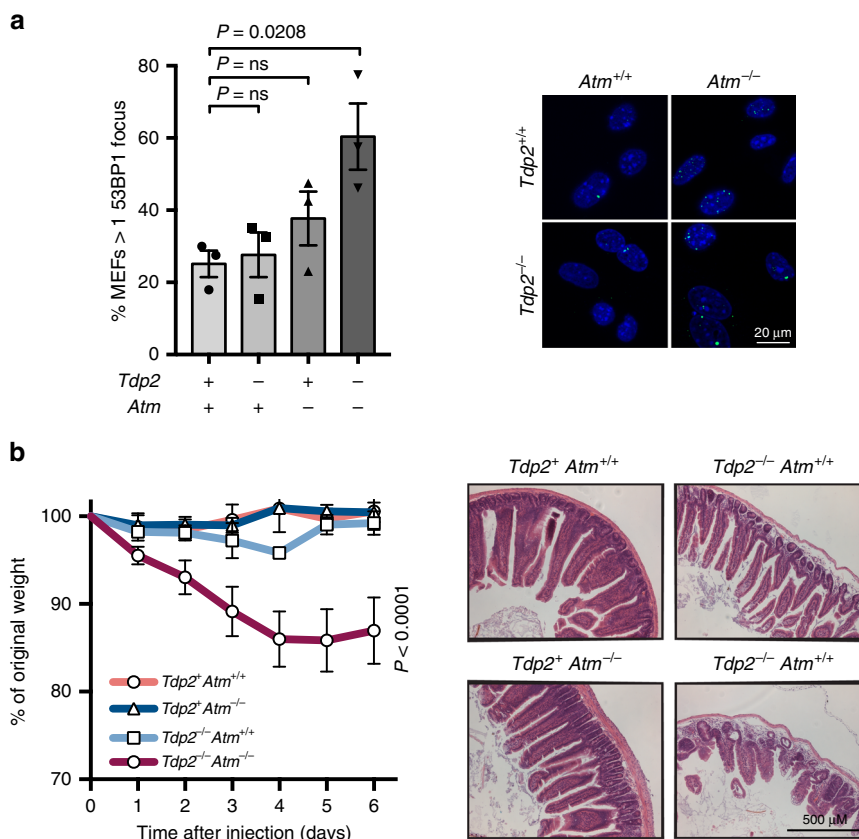 a
P = 0.0208
P = ns
P = ns
% MEFs > 1 53BP1 focus
80
60
40
20
0
Tdp2 + – + –
Atm + + – –
Atm+/+ Atm−/−
Tdp2+/+
Tdp2−/−
20 μm
b
% of original weight
100
90
80
70
0 1 2 3 4 5 6
Time after injection (days)
P < 0.0001
Tdp2+ Atm+/+
Tdp2+ Atm−/−
Tdp2−/− Atm+/+
Tdp2−/− Atm−/−
Tdp2+ Atm+/+ Tdp2−/− Atm+/+
Tdp2+ Atm−/− Tdp2−/− Atm+/+
500 μM